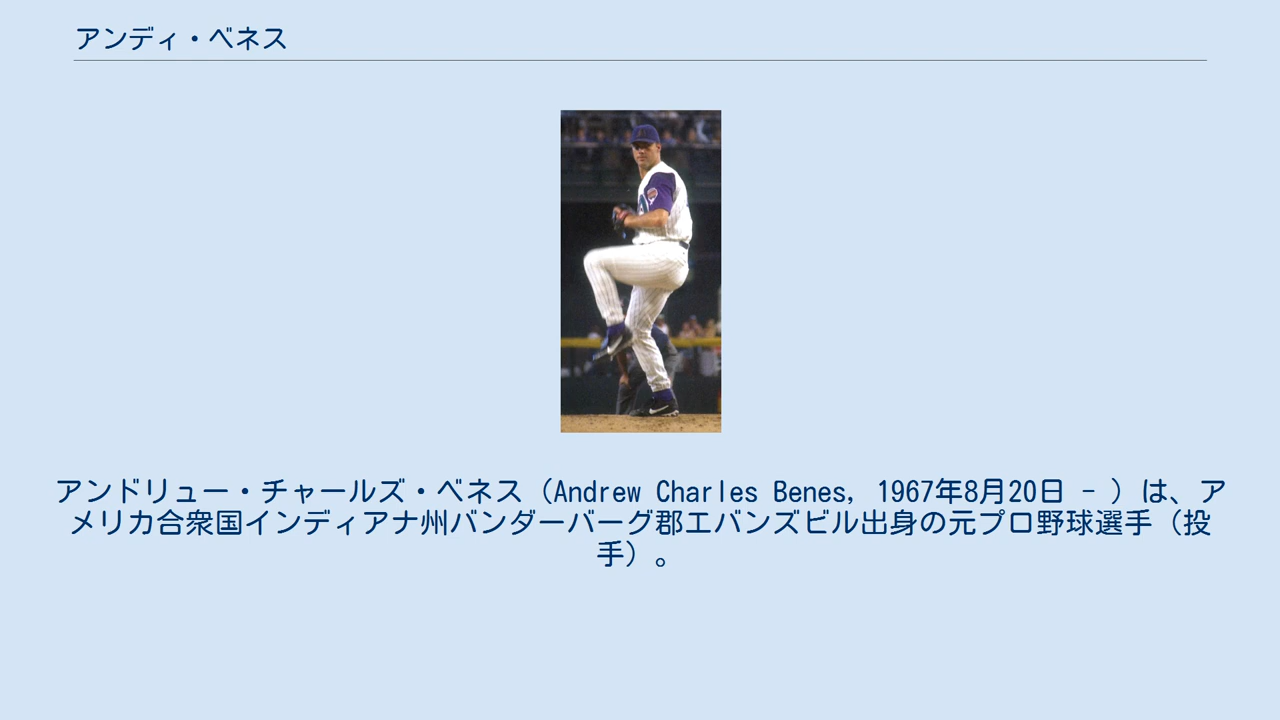 アンディ・ベネス
アンドリュー・チャールズ・ベネス（Andrew Charles Benes, 1967年8月20日 - ）は、ア
メリカ合衆国インディアナ州バンダーバーグ郡エバンズビル出身の元プロ野球選手（投
手）。